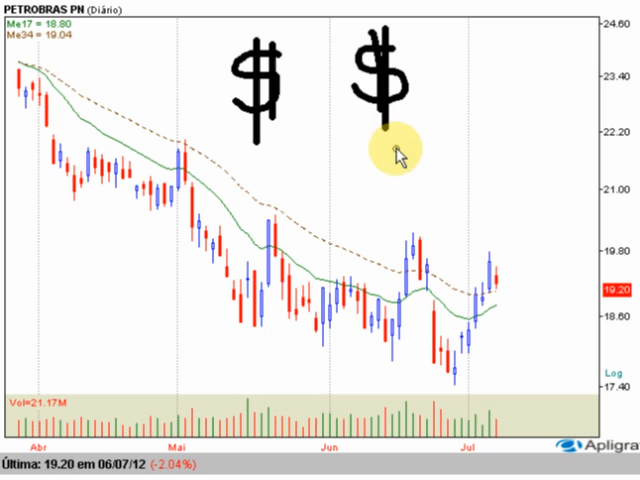 PETROBRAS PN (Diário)
Me17 = 18.80
Me34 = 19.04
$ $
24.60
23.40
22.20
21.00
19.80
19.20
18.60
Log
17.40
Vol=21.17M
Abr Mai Jun Jul
Apligra
Última: 19.20 em 06/07/12 (-2.04%)